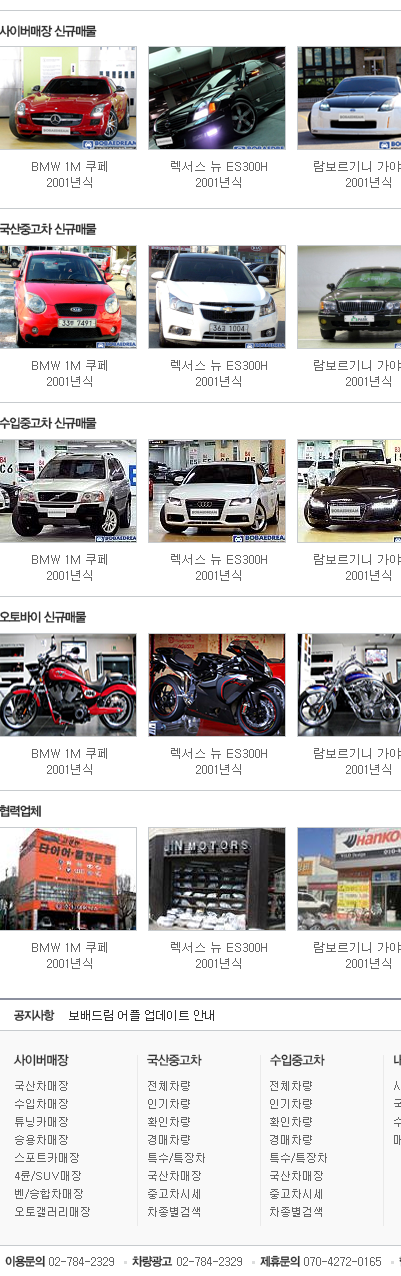 사이버매장 신규매물
BOBAEDREAM
BOBAEDREA
BOBA
BMW 1M 쿠페 렉서스 뉴 ES300H 람보르기니 가야
2001년식 2001년식 2001년식
국산중고차 신규매물
BOBAEDREAM
36고 1004
BOBAEDREA
BMW 1M 쿠페 렉서스 뉴 ES300H 람보르기니 가야
2001년식 2001년식 2001년식
수입중고차 신규매물
BOBAEDREAM
BOBAEDREA
BMW 1M 쿠페 렉서스 뉴 ES300H 람보르기니 가야
2001년식 2001년식 2001년식
오토바이 신규매물
BMW 1M 쿠페 렉서스 뉴 ES300H 람보르기니 가야
2001년식 2001년식 2001년식
협력업체
JIN MOTORS
HANKOO
BMW 1M 쿠페 렉서스 뉴 ES300H 람보르기니 가야
2001년식 2001년식 2001년식
공지사항 보배드림 어플 업데이트 안내
사이버매장 국산중고차 수입중고차 내
국산차매장 전체차량 전체차량
수입차매장 인기차량 인기차량
튜닝카매장 확인차량 확인차량
승용차매장 경매차량 경매차량
스포트카매장 특수/특장차 특수/특장차
4륜/SUV매장 국산차매장 국산차매장
벤/승합차매장 중고차시세 중고차시세
오토갤러리매장 차종별검색 차종별검색
이용문의 02-784-2329 차량광고 02-784-2329 제휴문의 070-4272-0165